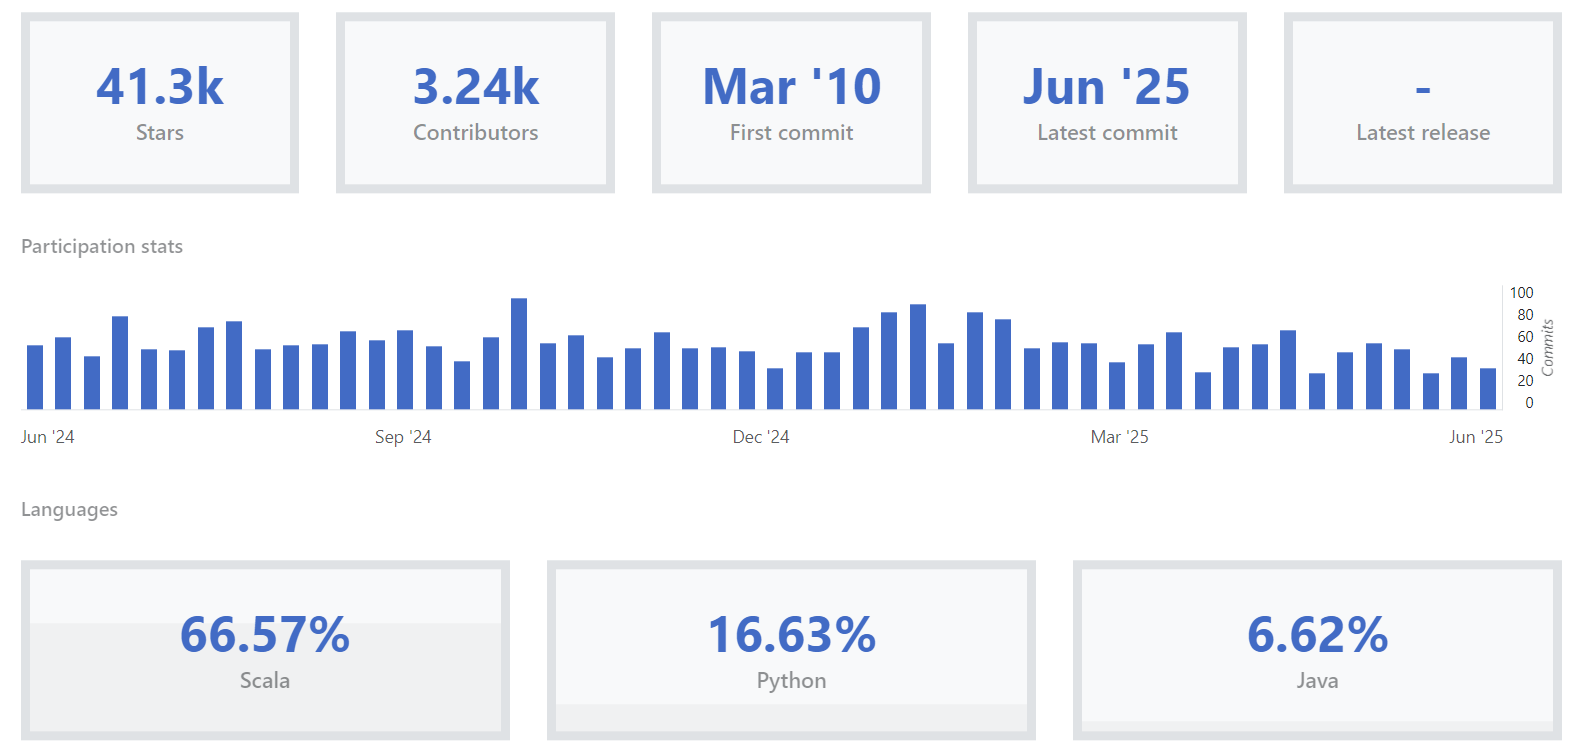 41.3k
Stars
3.24k
Contributors
Mar '10
First commit
Jun '25
Latest commit
-
Latest release
Participation stats
100
80
60
40
20
0
Commits
Jun '24
Sep '24
Dec '24
Mar '25
Jun '25
Languages
66.57%
Scala
16.63%
Python
6.62%
Java